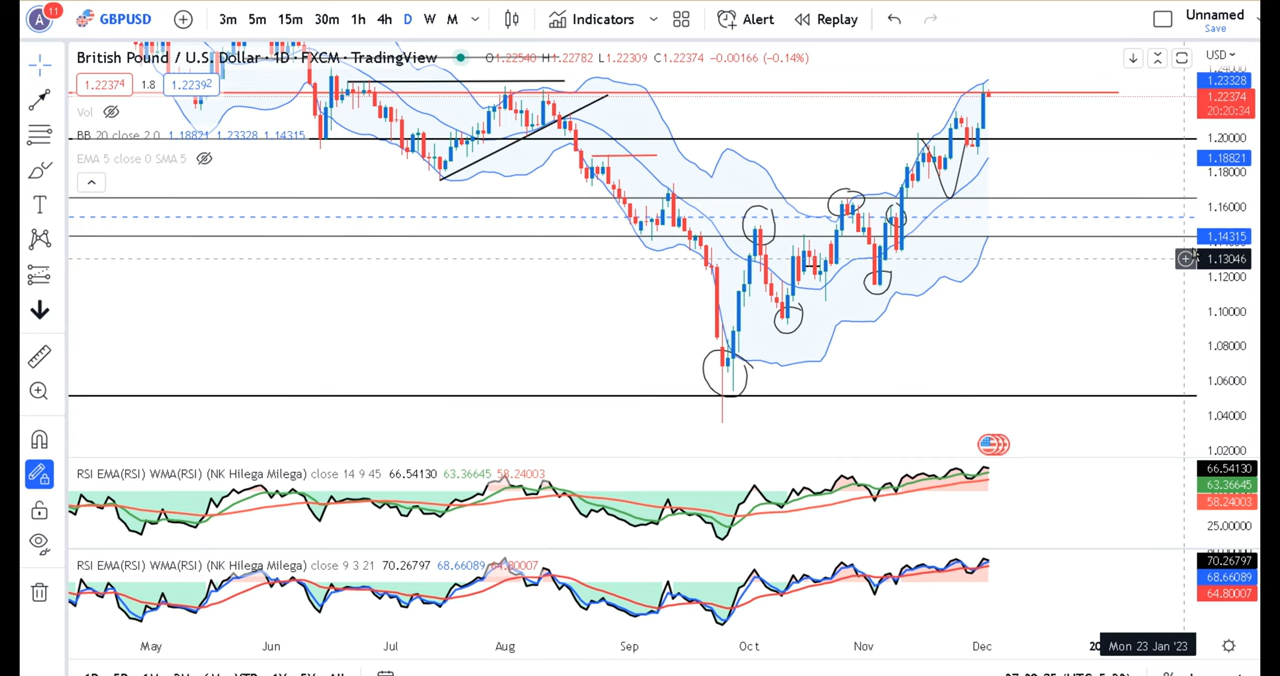 A 11 GBPUSD 3m 5m 15m 30m 1h 4h D W M Indicators Alert Replay Unnamed
Save
British Pound / U.S. Dollar · 1D · FXCM · TradingView O1.22540 H1.22782 L1.22309 C1.22374 −0.00166 (−0.14%) USD
1.22374 1.8 1.22392
Vol
BB 20 close 2 0 1.18821 1.23328 1.14315
EMA 5 close 0 SMA 5
1.23328
1.22374
20:20:34
1.20000
1.18821
1.18000
1.16000
1.14315
1.13046
1.12000
1.10000
1.08000
1.06000
1.04000
1.02000
RSI EMA(RSI) WMA(RSI) (NK Hilega Milega) close 14 9 45 66.54130 63.36645 58.24003
66.54130
63.36645
58.24003
25.00000
RSI EMA(RSI) WMA(RSI) (NK Hilega Milega) close 9 3 21 70.26797 68.66089 64.80007
70.26797
68.66089
64.80007
May Jun Jul Aug Sep Oct Nov Dec 20 Mon 23 Jan '23